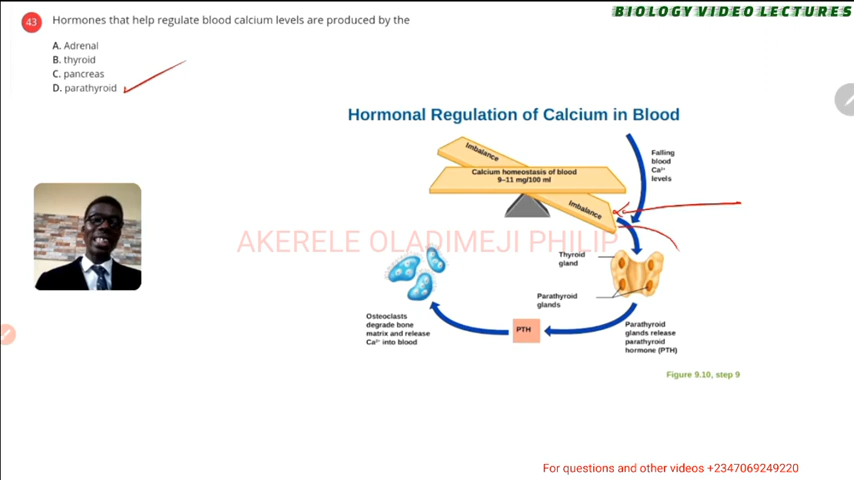 BIOLOGY VIDEO LECTURES
43 Hormones that help regulate blood calcium levels are produced by the
A. Adrenal
B. thyroid
C. pancreas
D. parathyroid
Hormonal Regulation of Calcium in Blood
Imbalance
Calcium homeostasis of blood
9–11 mg/100 ml
Imbalance
Falling
blood
Ca²⁺
levels
AKERELE OLADIMEJI PHILIP
Thyroid
gland
Parathyroid
glands
Osteoclasts
degrade bone
matrix and release
Ca²⁺ into blood
PTH
Parathyroid
glands release
parathyroid
hormone (PTH)
Figure 9.10, step 9
For questions and other videos +2347069249220